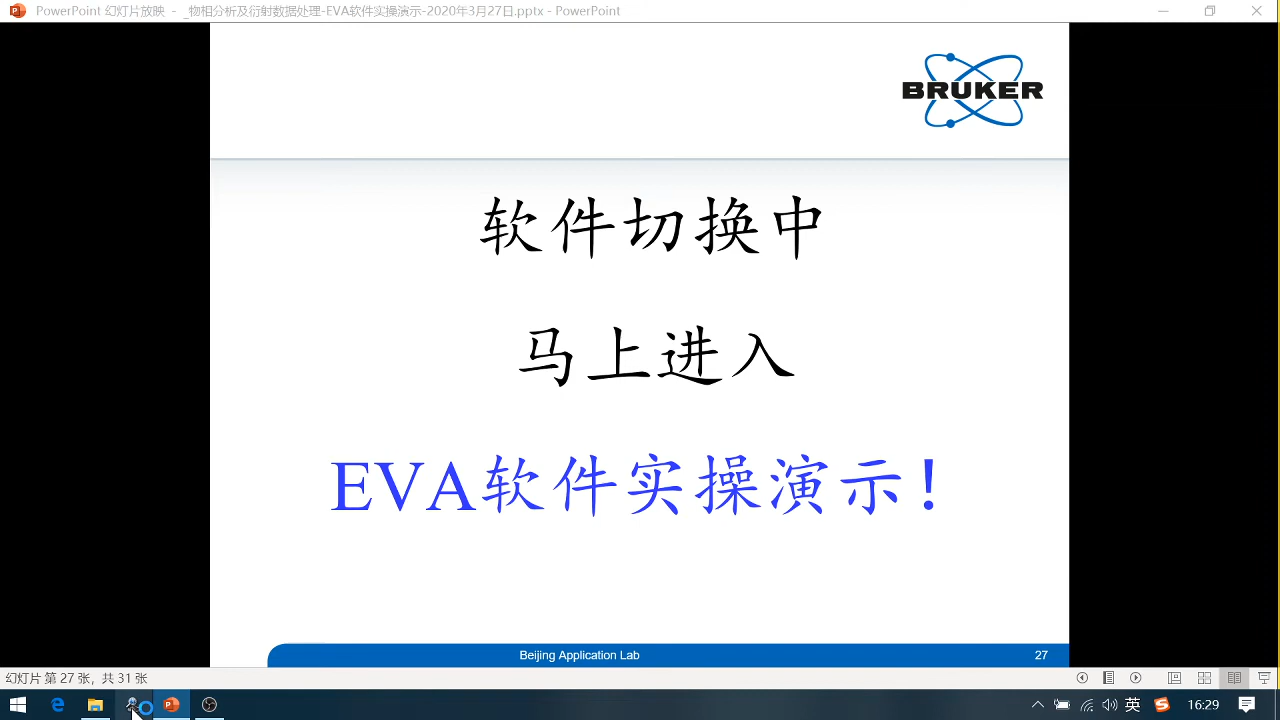 PowerPoint 幻灯片放映 - _物相分析及衍射数据处理-EVA软件实操演示-2020年3月27日.pptx - PowerPoint
BRUKER
软件切换中
马上进入
EVA软件实操演示！
Beijing Application Lab
27
幻灯片 第 27 张，共 31 张
英
16:29